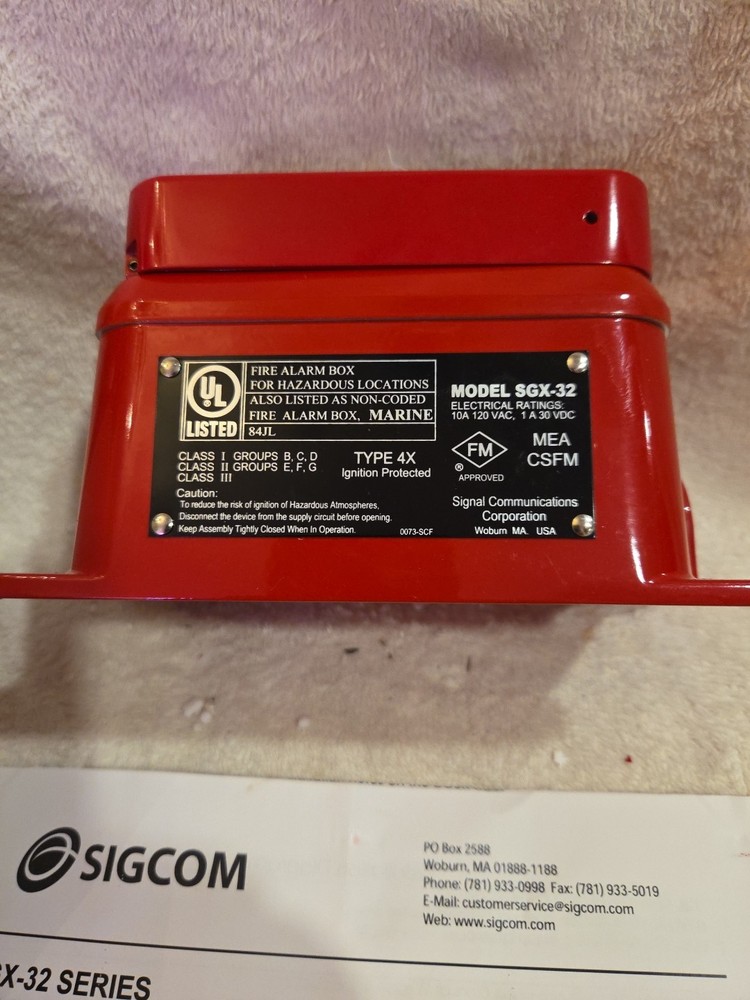 UL
LISTED
FIRE ALARM BOX
FOR HAZARDOUS LOCATIONS
ALSO LISTED AS NON-CODED
FIRE ALARM BOX, MARINE
84JL
MODEL SGX-32
ELECTRICAL RATINGS:
10A 120 VAC, 1 A 30 VDC
CLASS I GROUPS B, C, D
CLASS II GROUPS E, F, G
CLASS III
TYPE 4X
Ignition Protected
FM
®
APPROVED
MEA
CSFM
Caution:
To reduce the risk of ignition of Hazardous Atmospheres,
Disconnect the device from the supply circuit before opening.
Keep Assembly Tightly Closed When In Operation.
0073-SCF
Signal Communications
Corporation
Woburn MA. USA
SIGCOM
PO Box 2588
Woburn, MA 01888-1188
Phone: (781) 933-0998 Fax: (781) 933-5019
E-Mail: customerservice@sigcom.com
Web: www.sigcom.com
X-32 SERIES